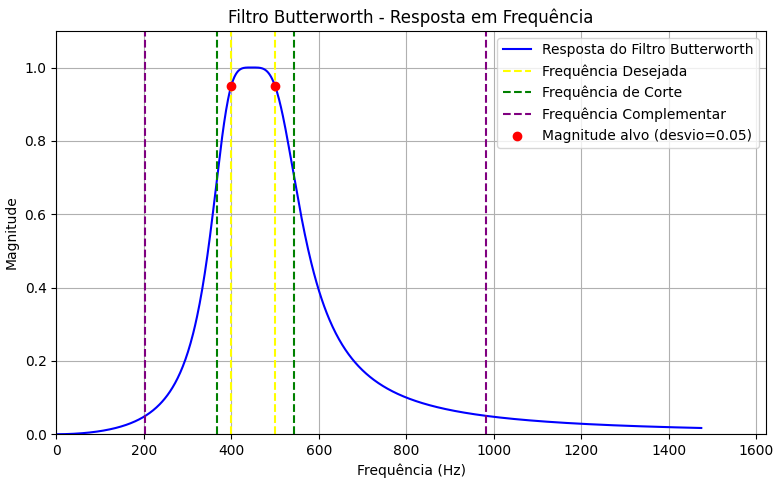 Filtro Butterworth - Resposta em Frequência
Resposta do Filtro Butterworth
Frequência Desejada
Frequência de Corte
Frequência Complementar
Magnitude alvo (desvio=0.05)
Magnitude
1.0
0.8
0.6
0.4
0.2
0.0
0 200 400 600 800 1000 1200 1400 1600
Frequência (Hz)